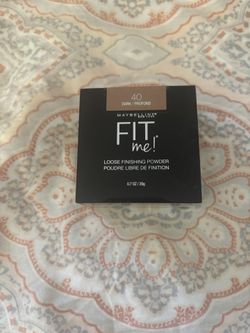 40
DARK / PROFOND
MAYBELLINE
FIT
me!
LOOSE FINISHING POWDER
POUDRE LIBRE DE FINITION
0.7 OZ / 20g